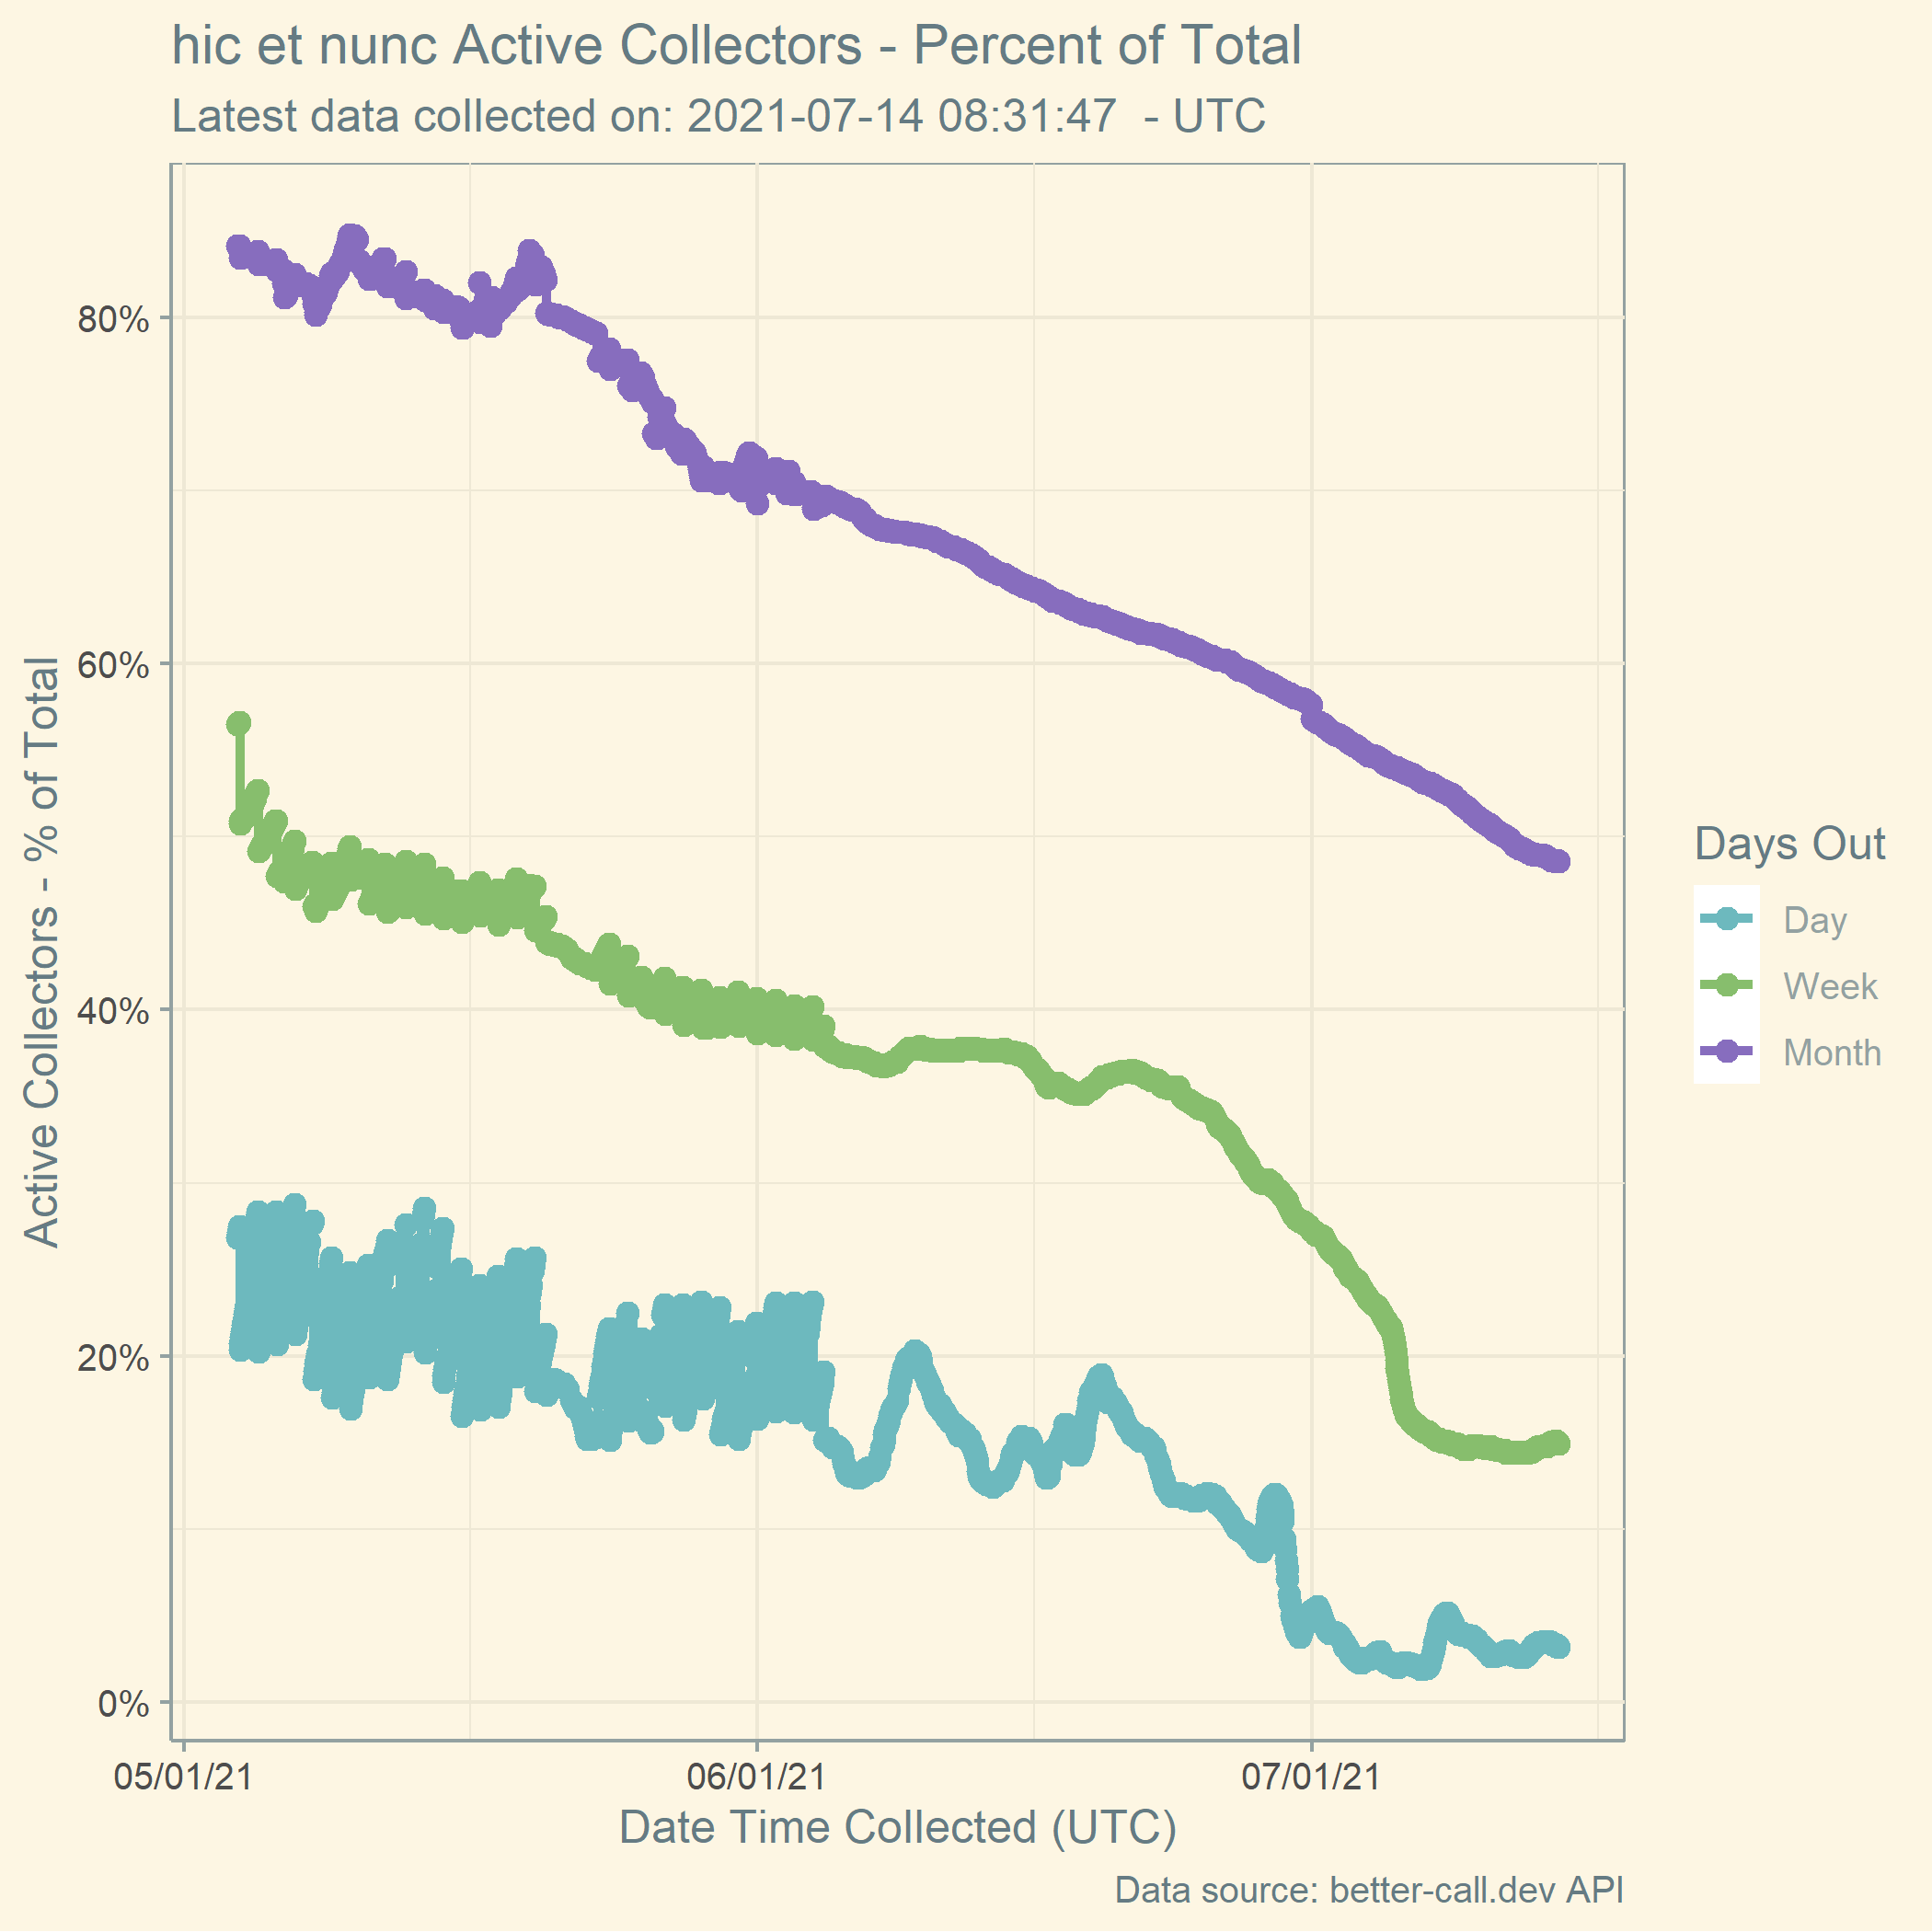 hic et nunc Active Collectors - Percent of Total
Latest data collected on: 2021-07-14 08:31:47  - UTC
Active Collectors - % of Total
80%
60%
40%
20%
0%
05/01/21
06/01/21
07/01/21
Date Time Collected (UTC)
Days Out
Day
Week
Month
Data source: better-call.dev API